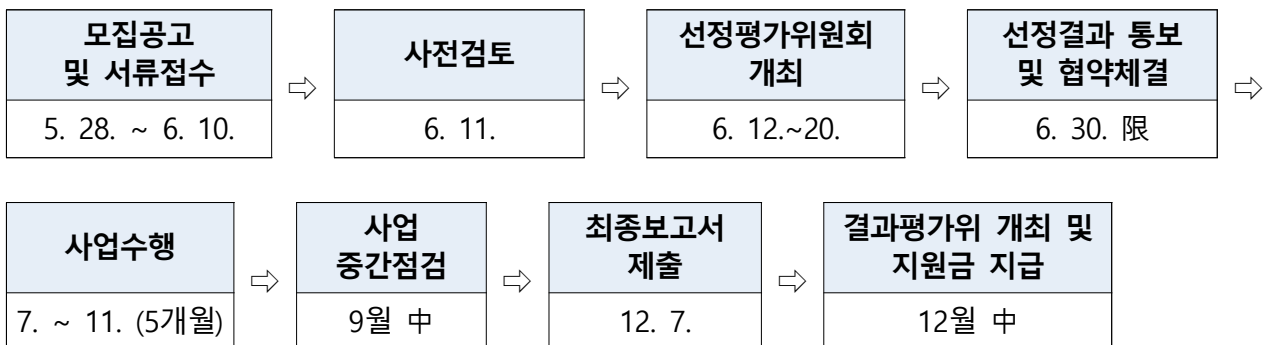 모집공고
및 서류접수
5. 28. ~ 6. 10.
⇨
사전검토
6. 11.
⇨
선정평가위원회
개최
6. 12.~20.
⇨
선정결과 통보
및 협약체결
6. 30. 限
⇨
사업수행
7. ~ 11. (5개월)
⇨
사업
중간점검
9월 中
⇨
최종보고서
제출
12. 7.
⇨
결과평가위 개최 및
지원금 지급
12월 中